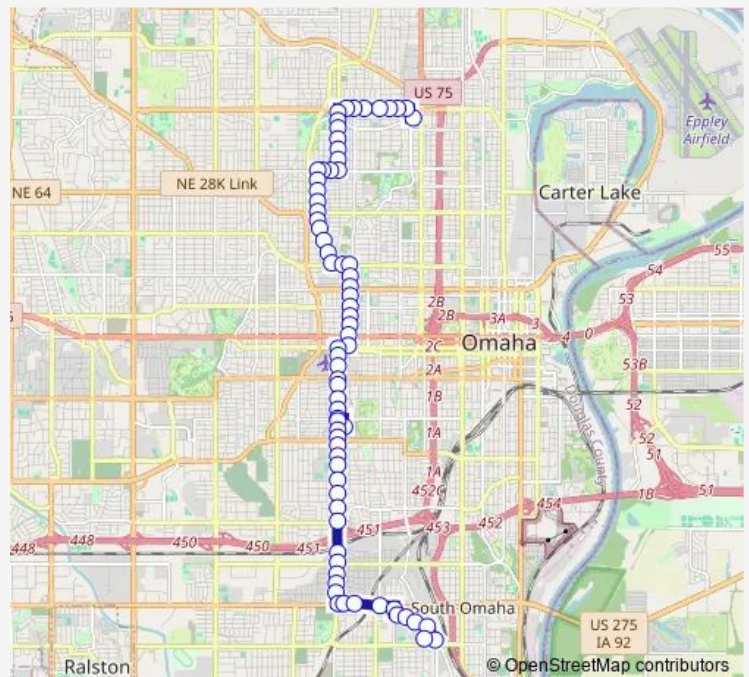 US 75
Eppley
Airfield
NE 28K Link
NE 64
Carter Lake
55
54
53
2B
2B
3A
3
4
0
2C
Omaha
53B
2A
1B
52
Douglas County
52
1A
51
1A
452C
454
1B
51
451
453
452
448
448
450
450
451
South Omaha
US 275
IA 92
Ralston
© OpenStreetMap contributors